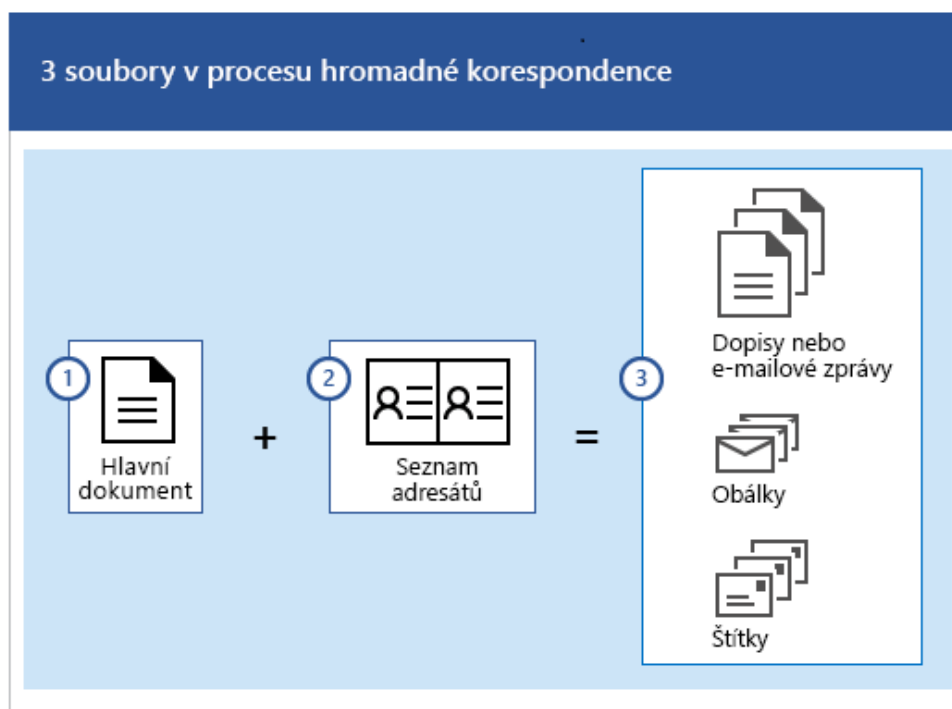 3 soubory v procesu hromadné korespondence
1
Hlavní
dokument
+
2
Seznam
adresátů
=
3
Dopisy nebo
e-mailové zprávy
Obálky
Štítky